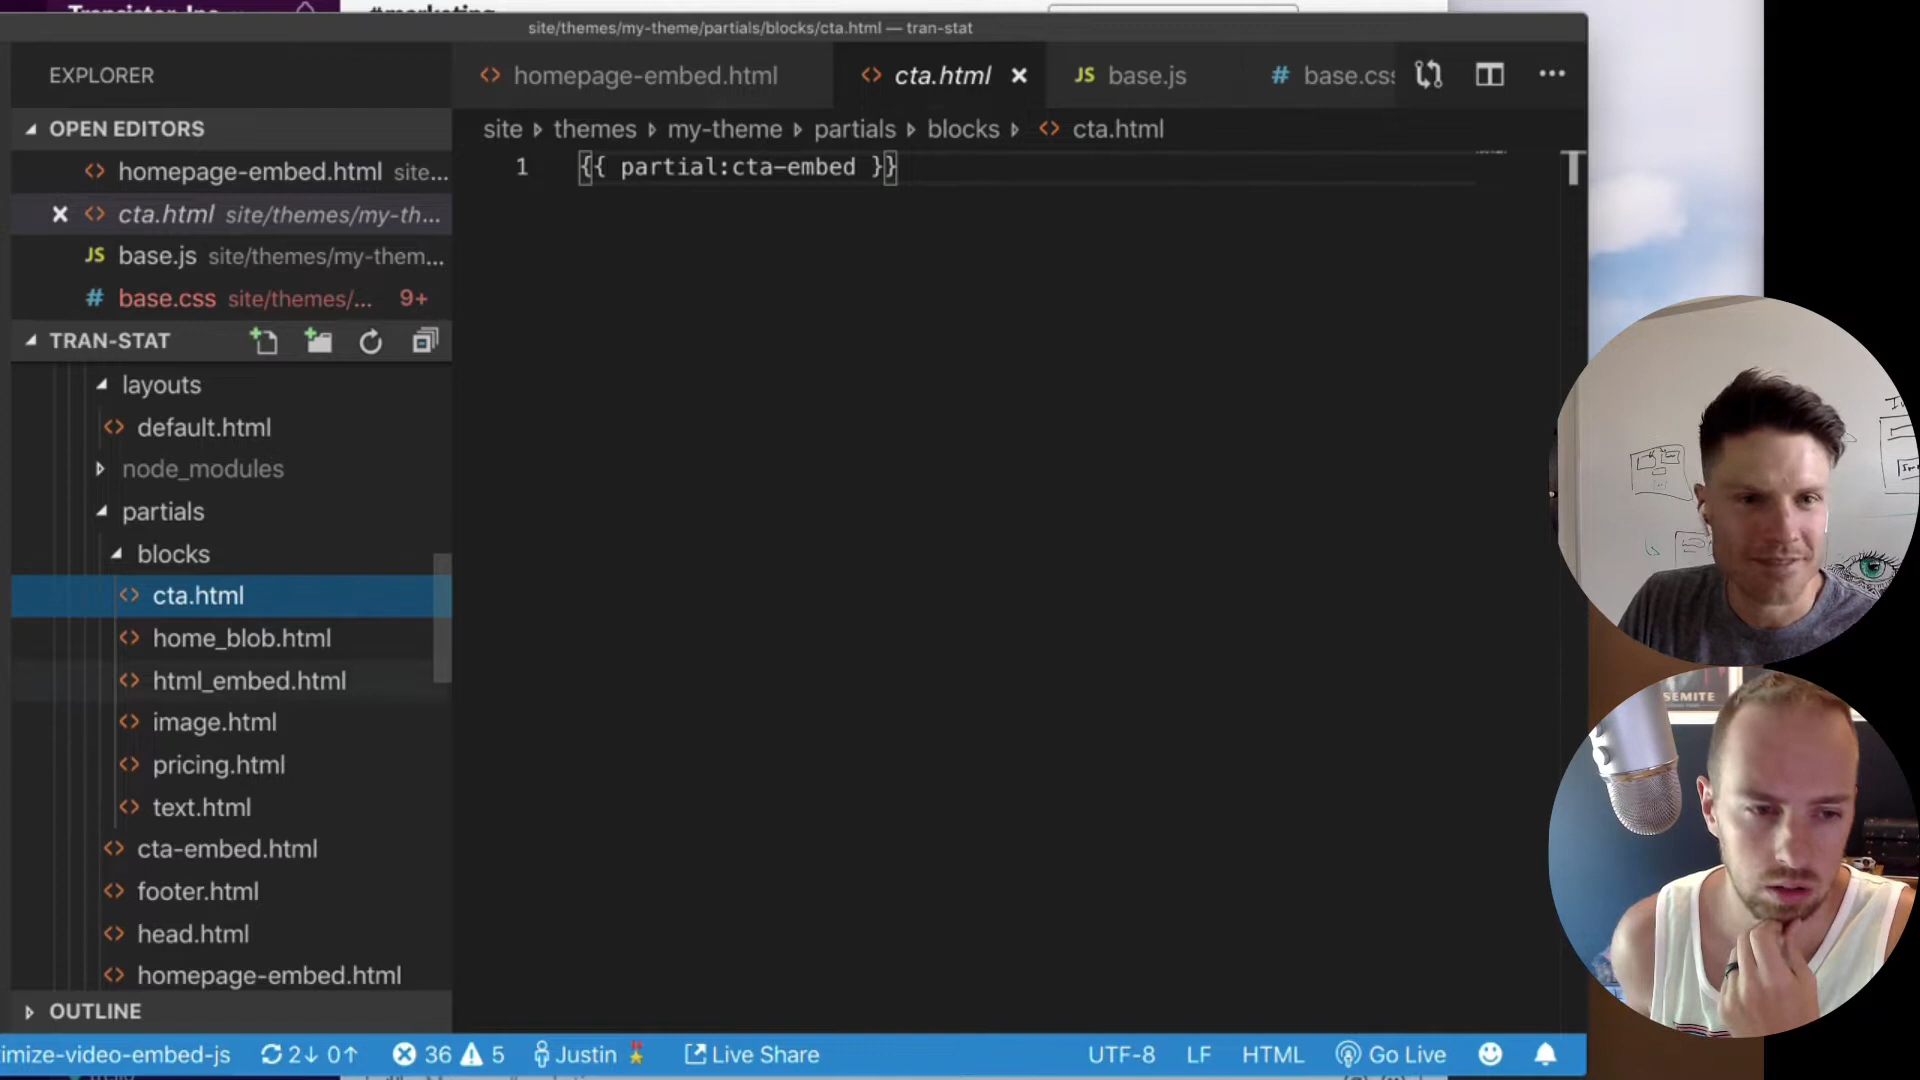 Transistor, Inc.
#marketing
site/themes/my-theme/partials/blocks/cta.html — tran-stat
EXPLORER
homepage-embed.html
cta.html
JS base.js
# base.css
OPEN EDITORS
site themes my-theme partials blocks cta.html
homepage-embed.html site...
1 {{ partial:cta-embed }}
cta.html site/themes/my-th...
JS base.js site/themes/my-them...
# base.css site/themes/... 9+
TRAN-STAT
layouts
default.html
node_modules
partials
blocks
cta.html
home_blob.html
html_embed.html
image.html
pricing.html
text.html
cta-embed.html
footer.html
head.html
homepage-embed.html
OUTLINE
imize-video-embed-js 2↓ 0↑ 36 5 Justin Live Share UTF-8 LF HTML Go Live
SEMITE